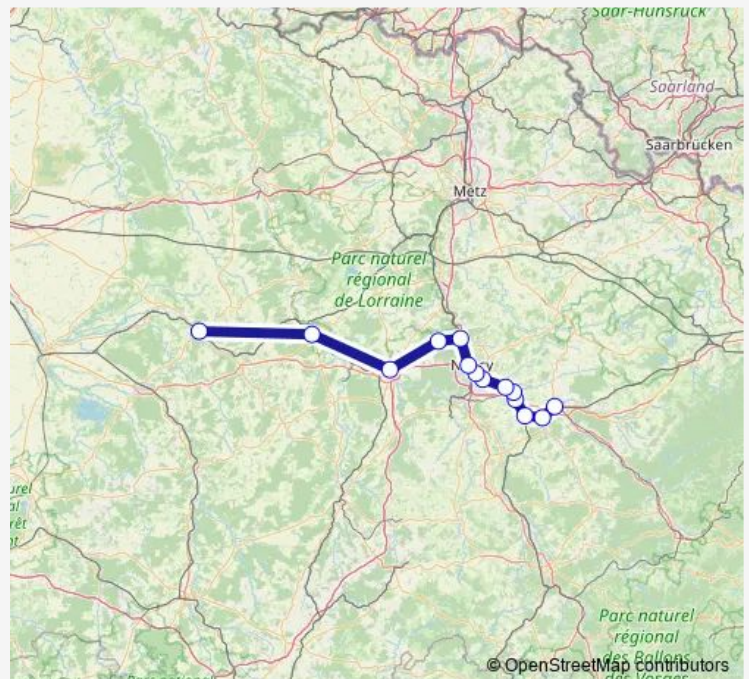 Saar-Hunsrück
Saarland
Saarbrücken
Metz
Parc naturel
régional
de Lorraine
Parc naturel
régional
des Ballons
des Vosges
© OpenStreetMap contributors